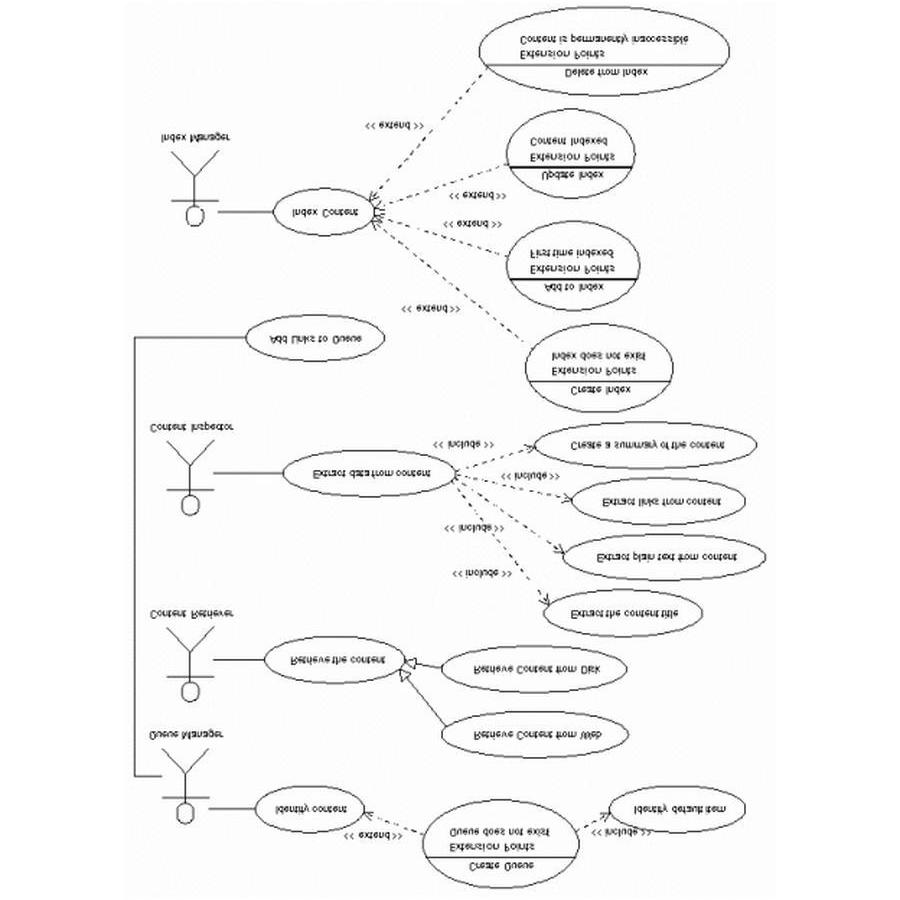 Create Queue
Extension Points
Queue does not exist
<< extend >>
<< include >>
Identify content
Identify default item
Queue Manager
Retrieve Content from Web
Retrieve the content
Retrieve Content from Disk
Content Retriever
Extract the content title
<< include >>
Extract plain text from content
<< include >>
Extract links from content
<< include >>
Extract data from content
Create a summary of the content
<< include >>
Content Inspector
Create Index
Extension Points
Index does not exist
Add Links to Queue
<< extend >>
Add to Index
Extension Points
First time indexed
<< extend >>
Index Content
<< extend >>
Update Index
Extension Points
Content Indexed
Index Manager
<< extend >>
Delete from Index
Extension Points
Content is permanently inaccessible